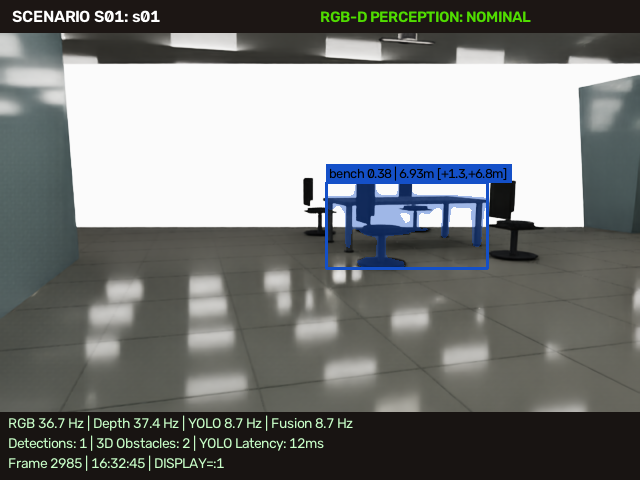 SCENARIO S01: s01
RGB-D PERCEPTION: NOMINAL
bench 0.38 | 6.93m [+1.3,+6.8m]
RGB 36.7 Hz | Depth 37.4 Hz | YOLO 8.7 Hz | Fusion 8.7 Hz
Detections: 1 | 3D Obstacles: 2 | YOLO Latency: 12ms
Frame 2985 | 16:32:45 | DISPLAY=:1